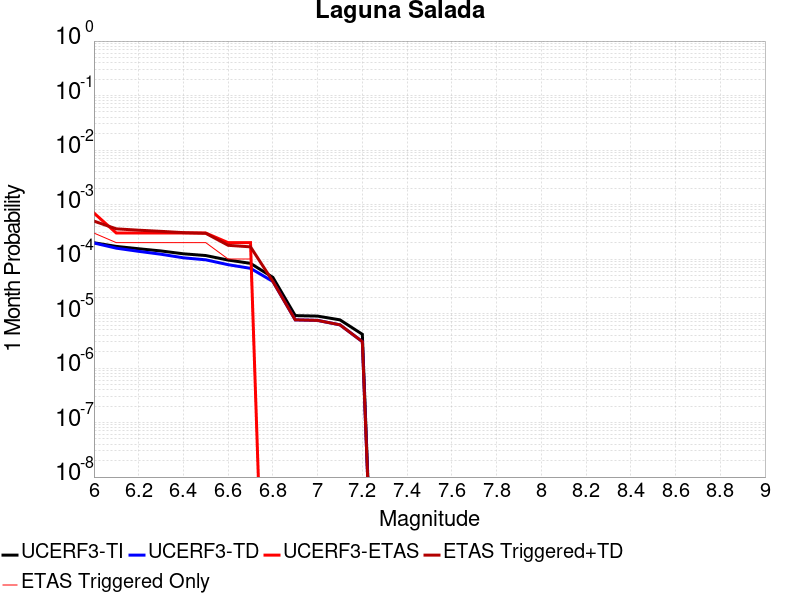 Laguna Salada
10^0
10^-1
10^-2
10^-3
10^-4
10^-5
10^-6
10^-7
10^-8
1 Month Probability
6 6.2 6.4 6.6 6.8 7 7.2 7.4 7.6 7.8 8 8.2 8.4 8.6 8.8 9
Magnitude
UCERF3-TI UCERF3-TD UCERF3-ETAS ETAS Triggered+TD
ETAS Triggered Only